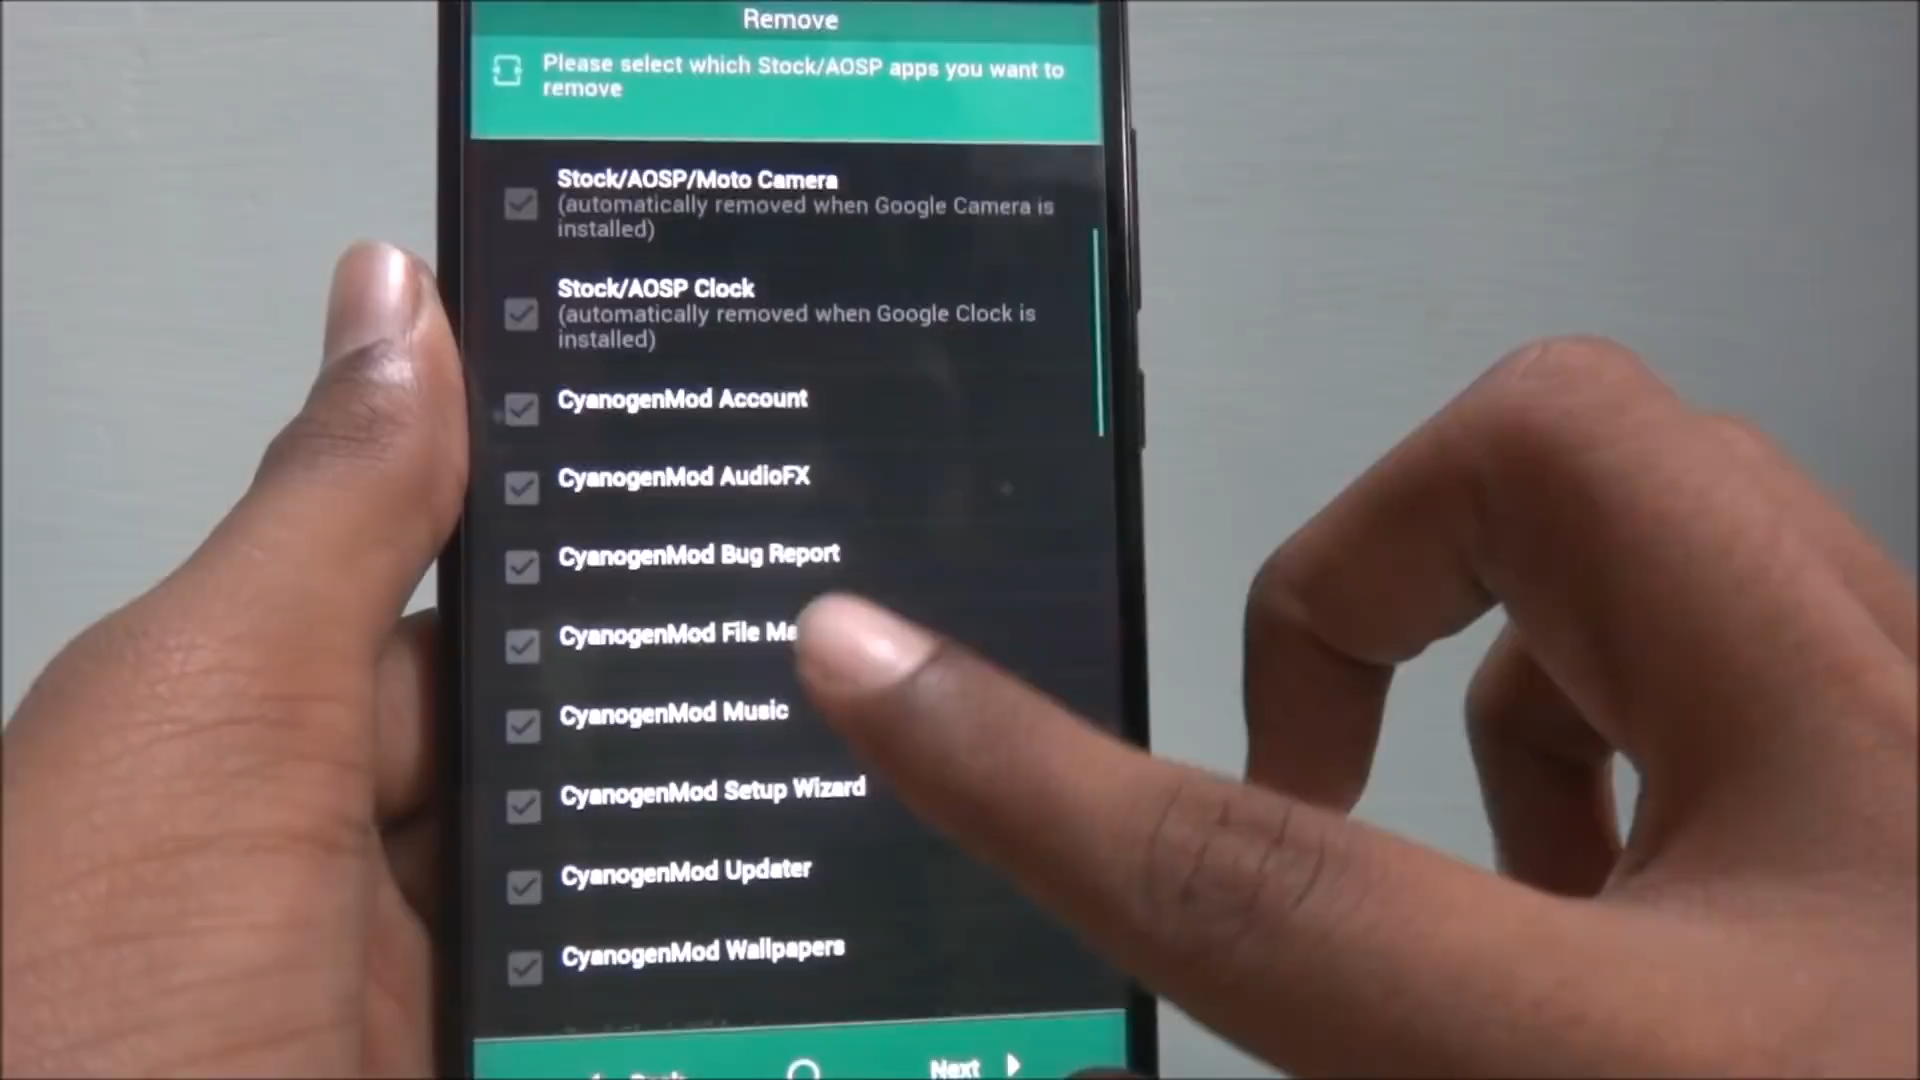 Remove
Please select which Stock/AOSP apps you want to
remove
Stock/AOSP/Moto Camera
(automatically removed when Google Camera is
installed)
Stock/AOSP Clock
(automatically removed when Google Clock is
installed)
CyanogenMod Account
CyanogenMod AudioFX
CyanogenMod Bug Report
CyanogenMod File
CyanogenMod Music
CyanogenMod Setup Wizard
CyanogenMod Updater
CyanogenMod Wallpapers
Next